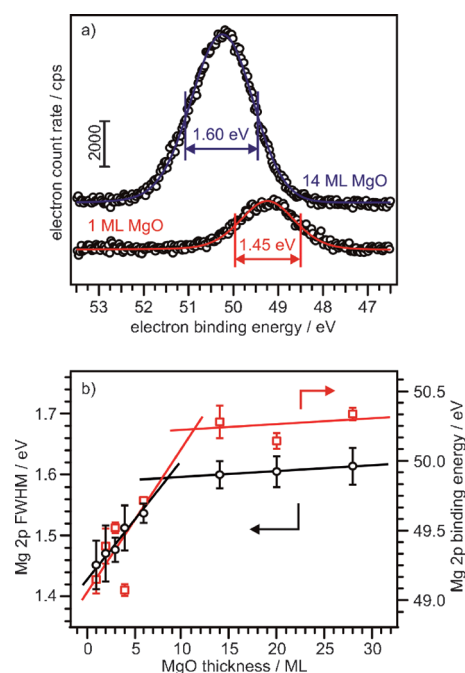 a)
electron count rate / cps
2000
1.60 eV
14 ML MgO
1 ML MgO
1.45 eV
53 52 51 50 49 48 47
electron binding energy / eV
b)
Mg 2p FWHM / eV
1.7
1.6
1.5
1.4
50.5
50.0
49.5
49.0
Mg 2p binding energy / eV
0 5 10 15 20 25 30
MgO thickness / ML